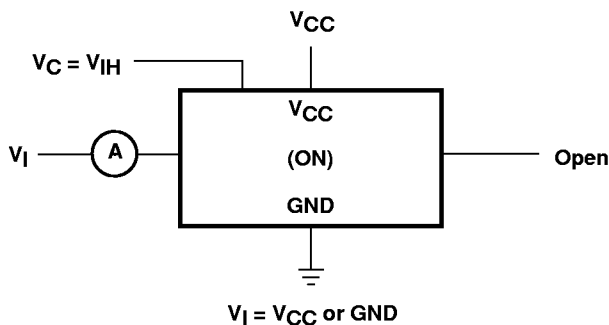 VCC
VC = VIH
VCC
VI
A
(ON)
Open
GND
VI = VCC or GND